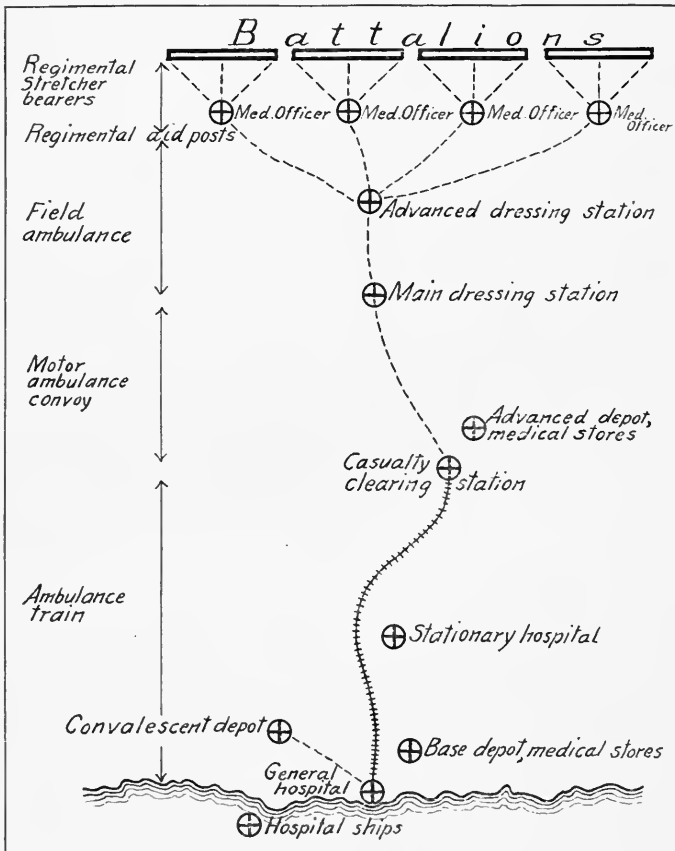 Battalions
Regimental
Stretcher
bearers
Med. Officer
Med. Officer
Med. Officer
Med.
Officer
Regimental aid posts
Field
ambulance
Advanced dressing station
Main dressing station
Motor
ambulance
convoy
Advanced depot,
medical stores
Casualty
clearing station
Ambulance
train
Stationary hospital
Convalescent depot
Base depot, medical stores
General
hospital
Hospital ships